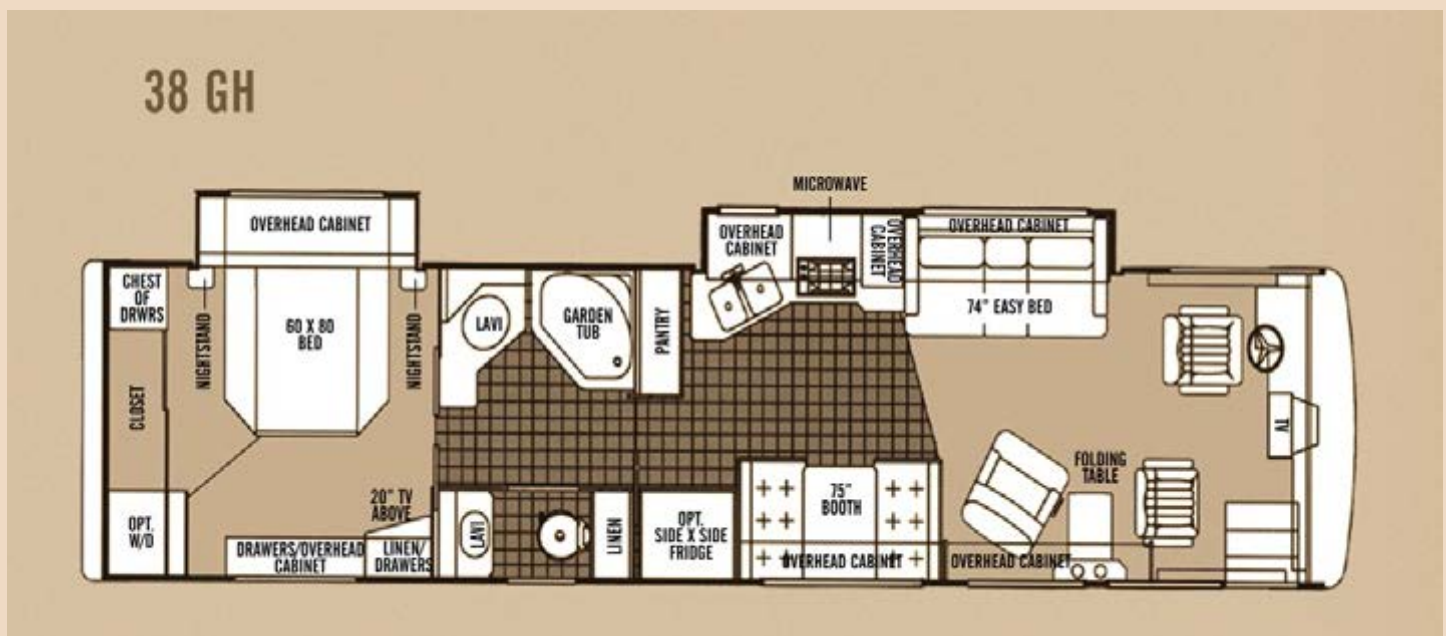 38 GH
MICROWAVE
OVERHEAD CABINET
OVERHEAD
CABINET
OVERHEAD
CABINET
OVERHEAD CABINET
CHEST
OF
DRWRS
60 X 80
BED
NIGHTSTAND
NIGHTSTAND
LAVI
GARDEN
TUB
PANTRY
74" EASY BED
CLOSET
TV
OPT.
W/D
20" TV
ABOVE
DRAWERS/OVERHEAD
CABINET
LINEN/
DRAWERS
LAVI
LINEN
OPT.
SIDE X SIDE
FRIDGE
75"
BOOTH
OVERHEAD CABINET
FOLDING
TABLE
OVERHEAD CABINET